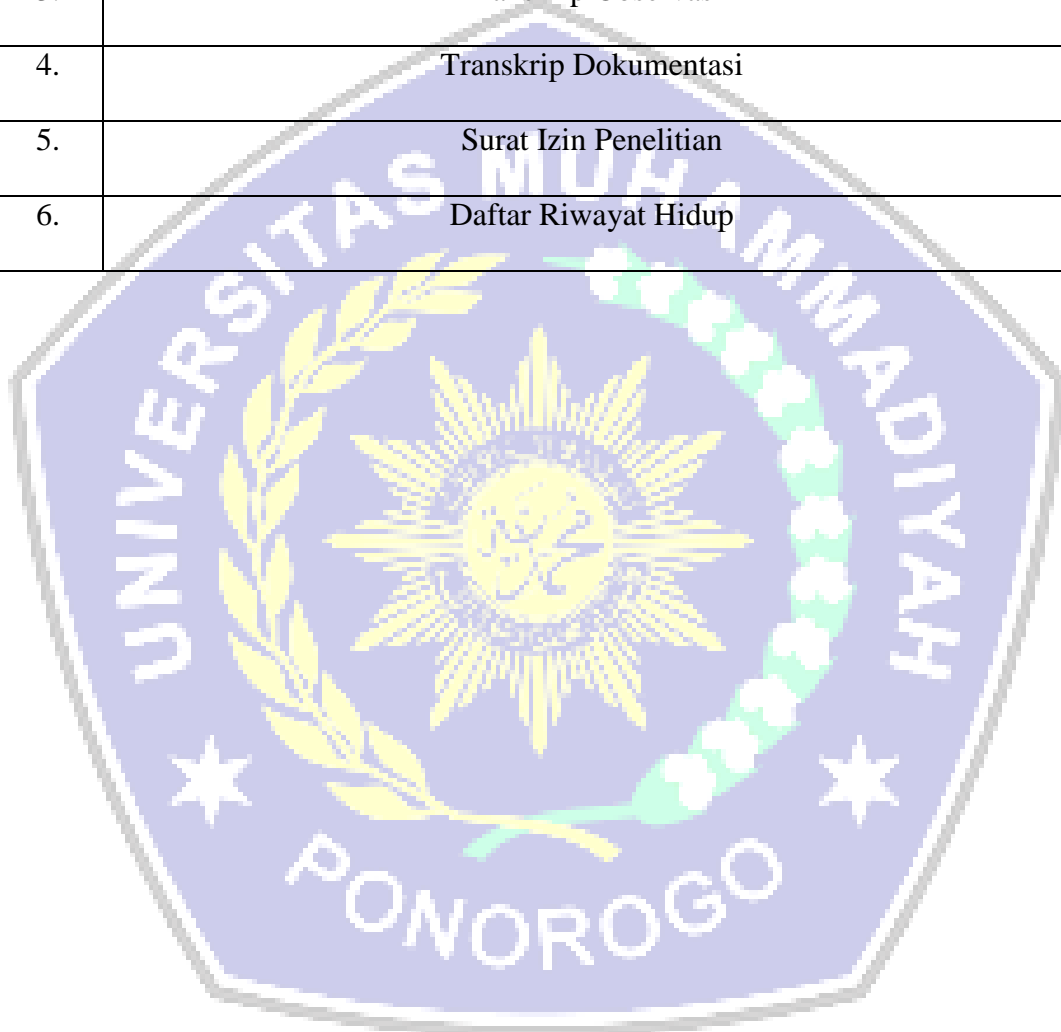 4. Transkrip Dokumentasi
5. Surat Izin Penelitian
6. Daftar Riwayat Hidup
UNIVERSITAS MUHAMMADIYAH
PONOROGO